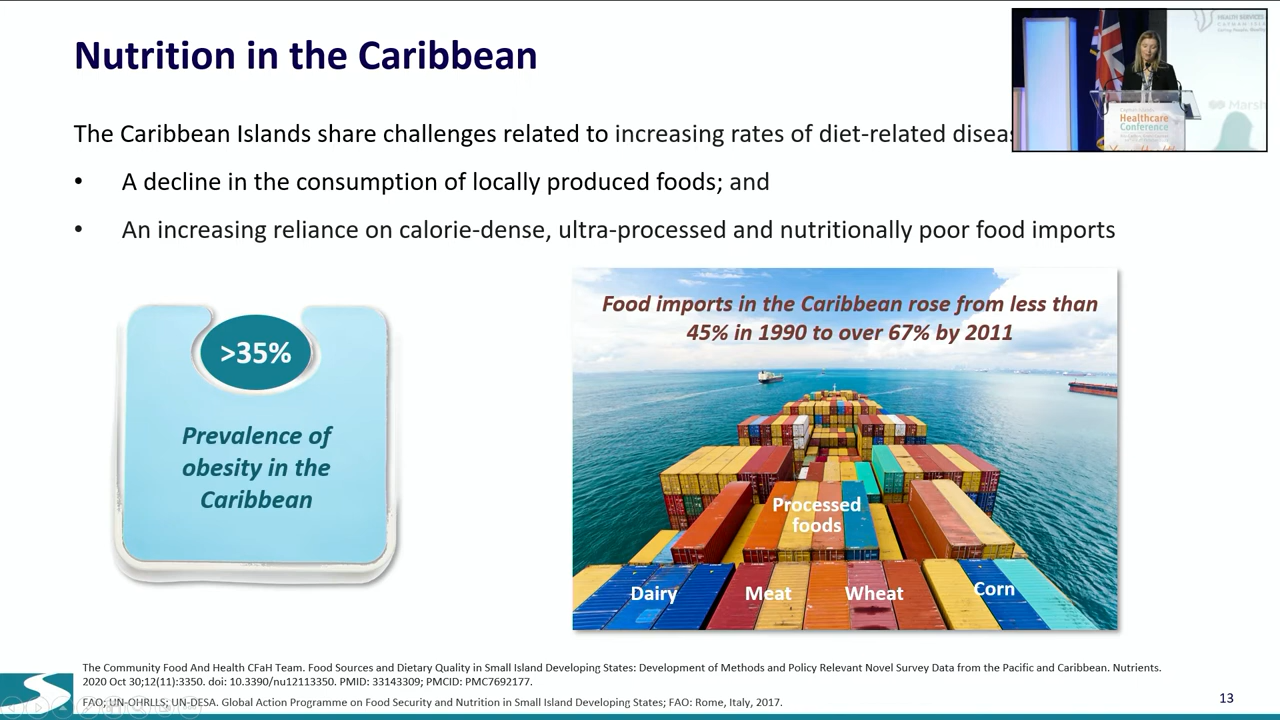 Nutrition in the Caribbean
The Caribbean Islands share challenges related to increasing rates of diet-related
• A decline in the consumption of locally produced foods; and
• An increasing reliance on calorie-dense, ultra-processed and nutritionally poor food imports
>35%
Prevalence of
obesity in the
Caribbean
Food imports in the Caribbean rose from less than
45% in 1990 to over 67% by 2011
Processed
foods
Dairy
Meat
Wheat
Corn
HEALTH SERVICES
Marsh
Healthcare
Conference
The Community Food And Health CFaH Team. Food Sources and Dietary Quality in Small Island Developing States: Development of Methods and Policy Relevant Novel Survey Data from the Pacific and Caribbean. Nutrients.
2020 Oct 30;12(11):3350. doi: 10.3390/nu12113350. PMID: 33143309; PMCID: PMC7692177.
FAO; UN-OHRLLS; UN-DESA. Global Action Programme on Food Security and Nutrition in Small Island Developing States; FAO: Rome, Italy, 2017.
13